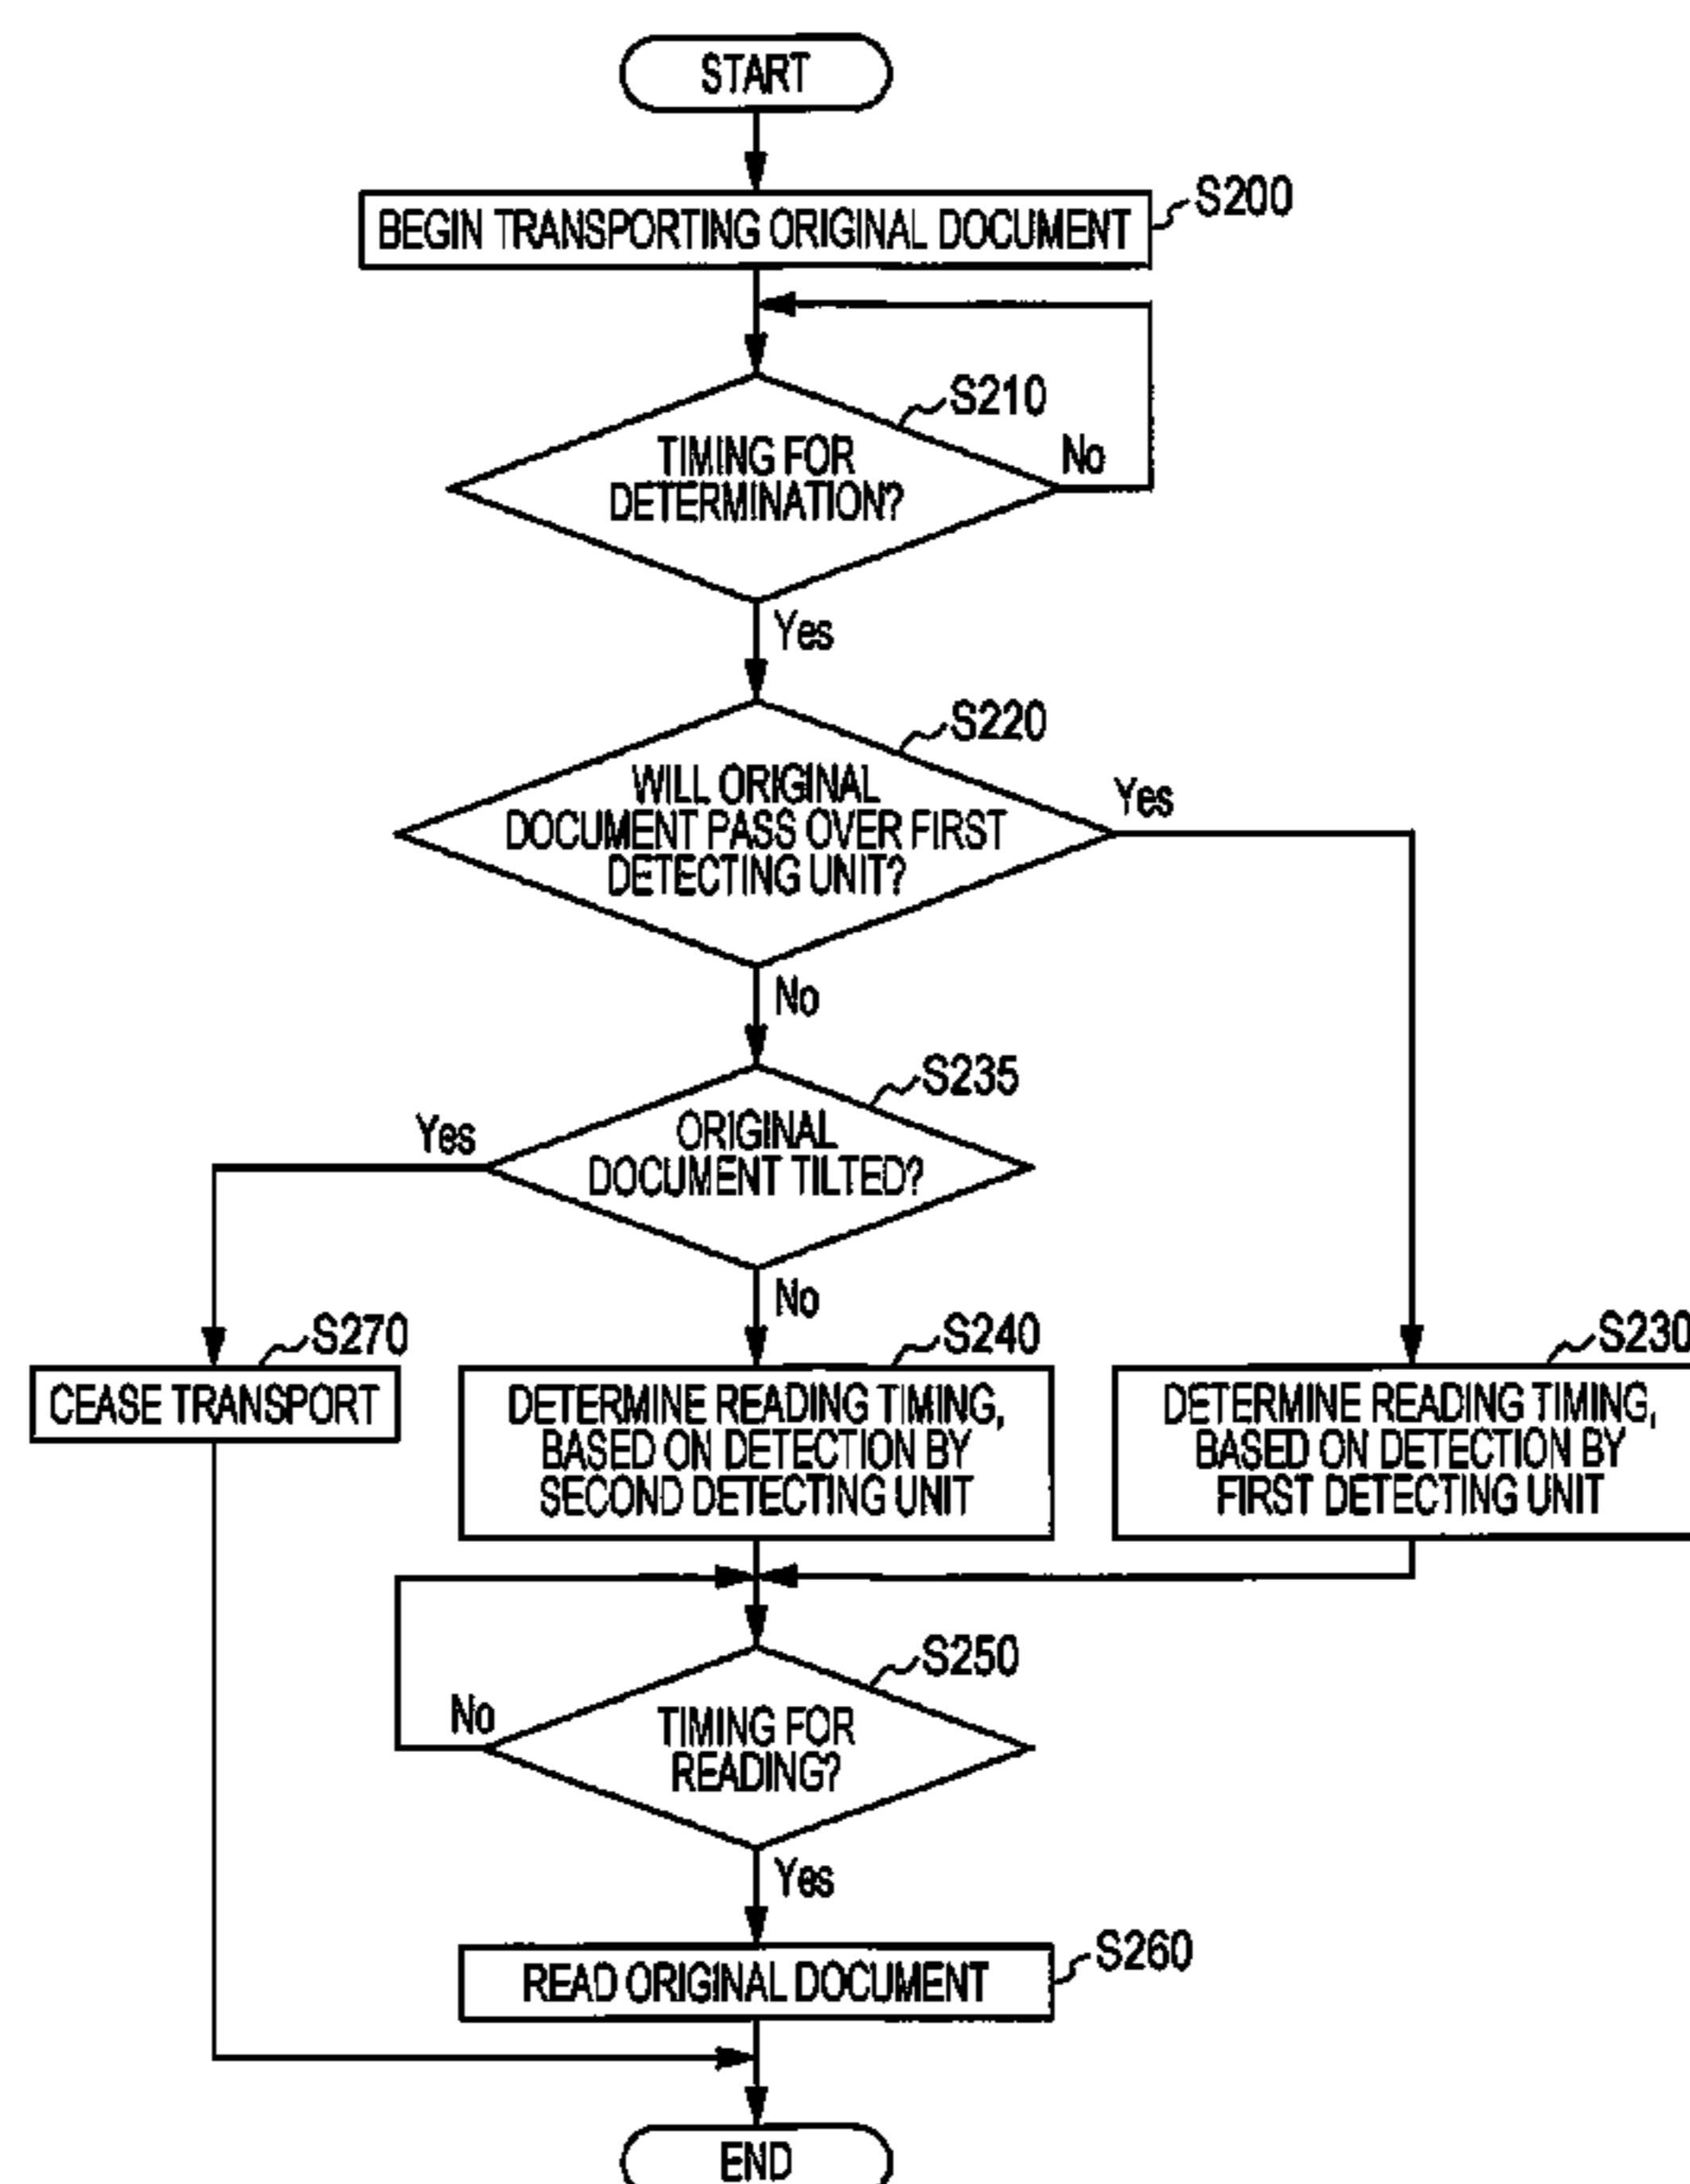 START
BEGIN TRANSPORTING ORIGINAL DOCUMENT
S200
S210
TIMING FOR
DETERMINATION?
No
Yes
S220
WILL ORIGINAL
DOCUMENT PASS OVER FIRST
DETECTING UNIT?
Yes
No
S235
ORIGINAL
DOCUMENT TILTED?
Yes
No
S270
CEASE TRANSPORT
S240
DETERMINE READING TIMING,
BASED ON DETECTION BY
SECOND DETECTING UNIT
S230
DETERMINE READING TIMING,
BASED ON DETECTION BY
FIRST DETECTING UNIT
S250
TIMING FOR
READING?
No
Yes
S260
READ ORIGINAL DOCUMENT
END